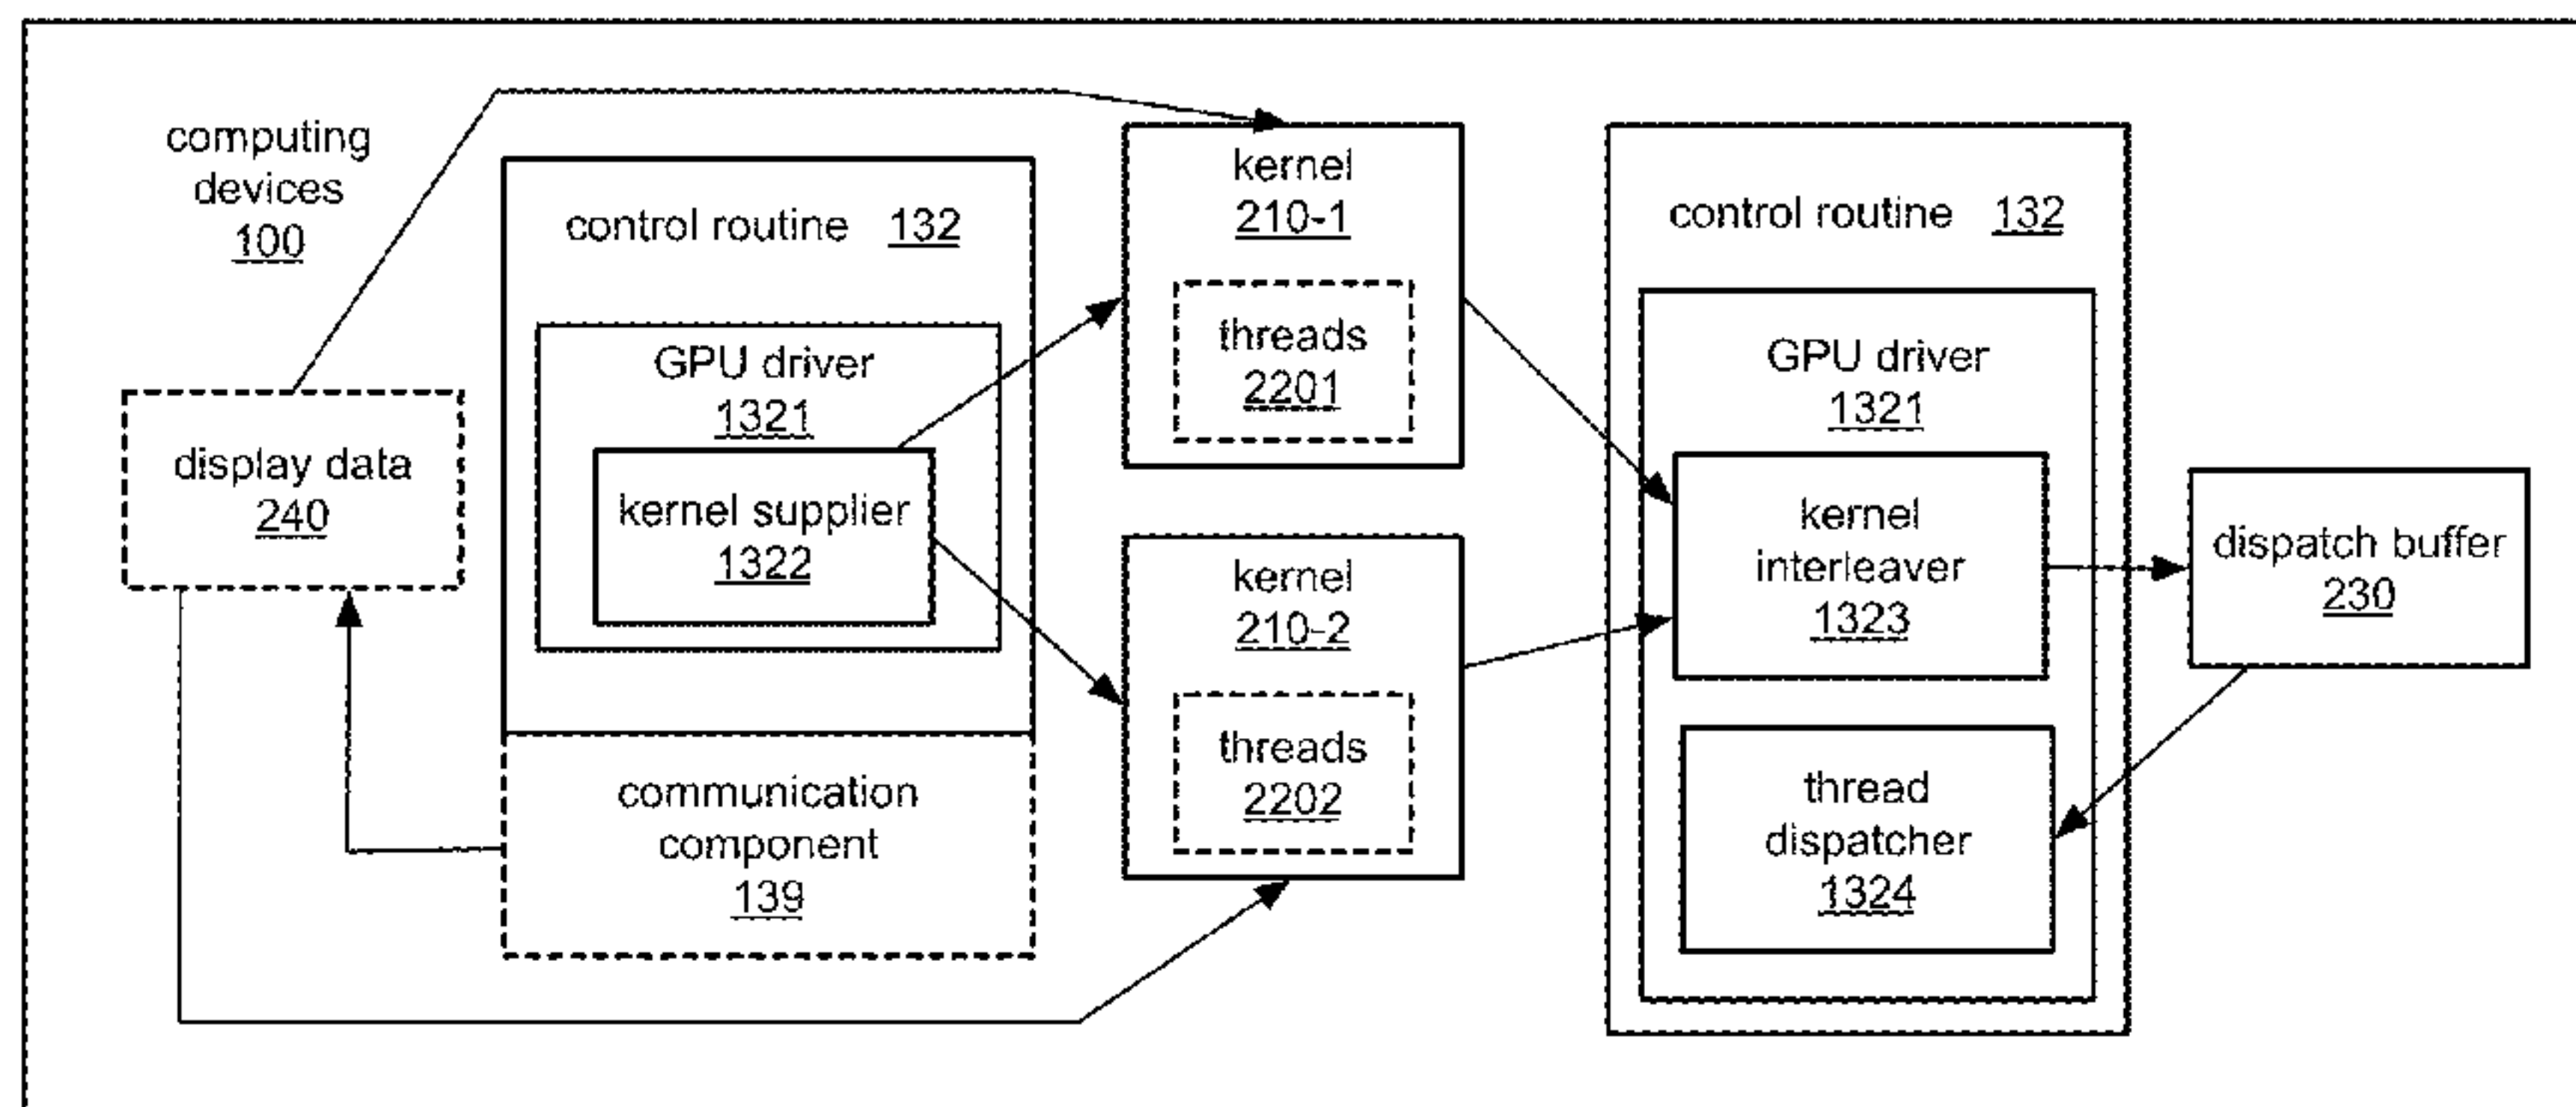 computing
devices
100
display data
240
control routine 132
GPU driver
1321
kernel supplier
1322
communication
component
139
kernel
210-1
threads
2201
kernel
210-2
threads
2202
control routine 132
GPU driver
1321
kernel
interleaver
1323
thread
dispatcher
1324
dispatch buffer
230